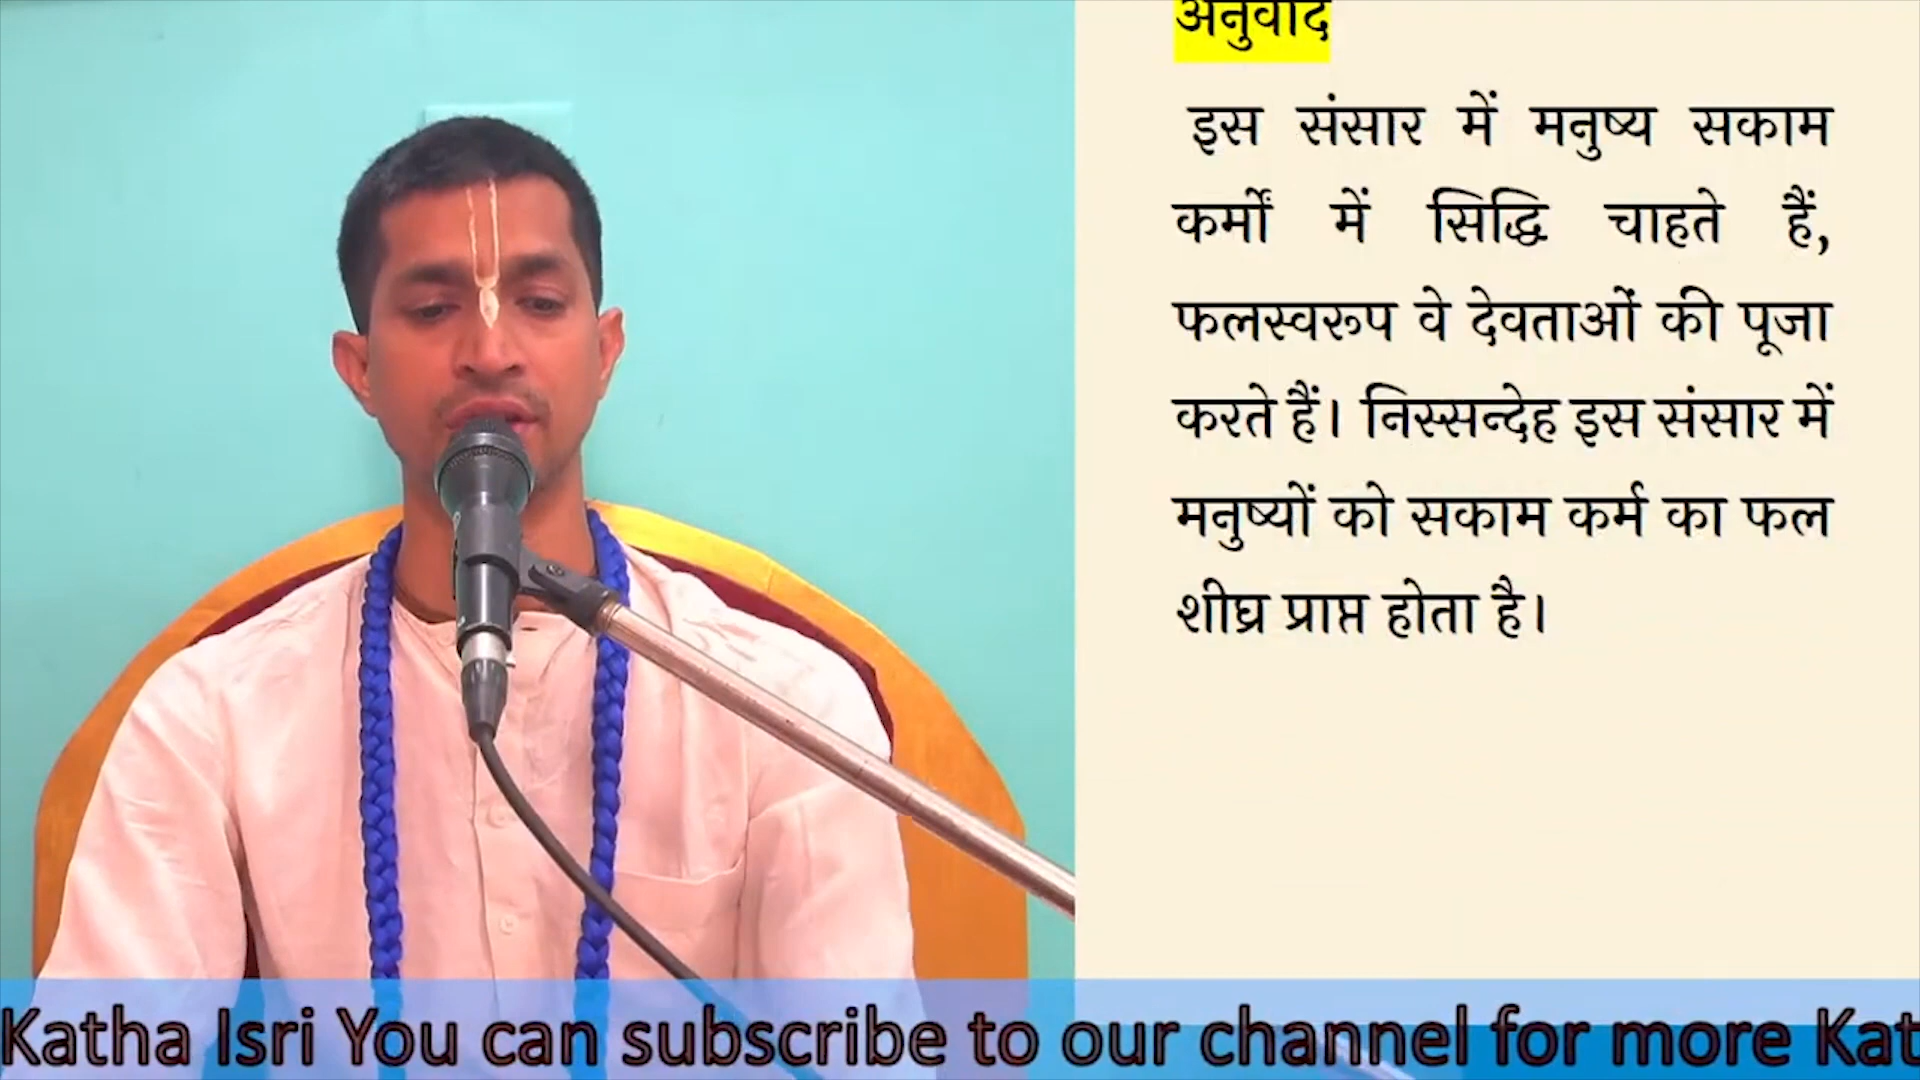 अनुवाद
इस संसार में मनुष्य सकाम
कर्मों में सिद्धि चाहते हैं,
फलस्वरूप वे देवताओं की पूजा
करते हैं। निस्सन्देह इस संसार में
मनुष्यों को सकाम कर्म का फल
शीघ्र प्राप्त होता है।
Katha Isri You can subscribe to our channel for more Kat